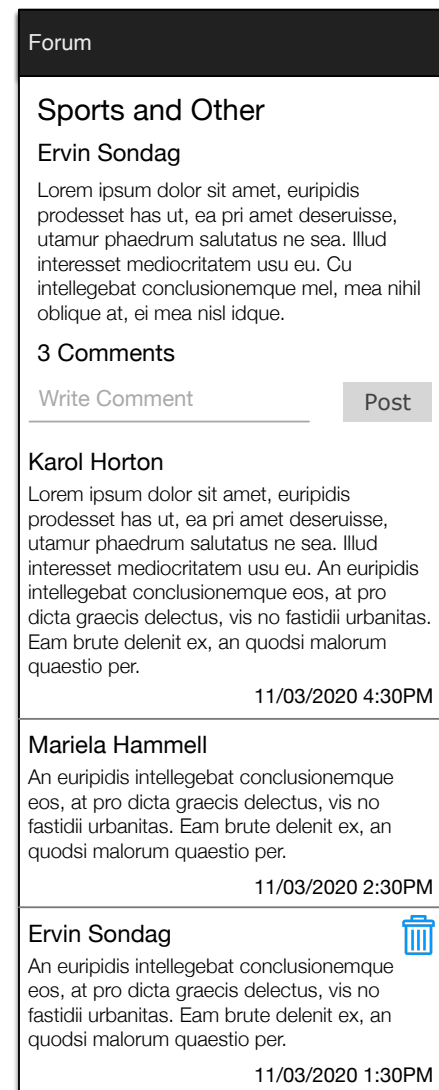 Forum
Sports and Other
Ervin Sondag
Lorem ipsum dolor sit amet, euripidis
prodesset has ut, ea pri amet deseruisse,
utamur phaedrum salutatus ne sea. Illud
interesset mediocritatem usu eu. Cu
intellegebat conclusionemque mel, mea nihil
oblique at, ei mea nisl idque.
3 Comments
Write Comment
Post
Karol Horton
Lorem ipsum dolor sit amet, euripidis
prodesset has ut, ea pri amet deseruisse,
utamur phaedrum salutatus ne sea. Illud
interesset mediocritatem usu eu. An euripidis
intellegebat conclusionemque eos, at pro
dicta graecis delectus, vis no fastidii urbanitas.
Eam brute delenit ex, an quodsi malorum
quaestio per.
11/03/2020 4:30PM
Mariela Hammell
An euripidis intellegebat conclusionemque
eos, at pro dicta graecis delectus, vis no
fastidii urbanitas. Eam brute delenit ex, an
quodsi malorum quaestio per.
11/03/2020 2:30PM
Ervin Sondag
An euripidis intellegebat conclusionemque
eos, at pro dicta graecis delectus, vis no
fastidii urbanitas. Eam brute delenit ex, an
quodsi malorum quaestio per.
11/03/2020 1:30PM